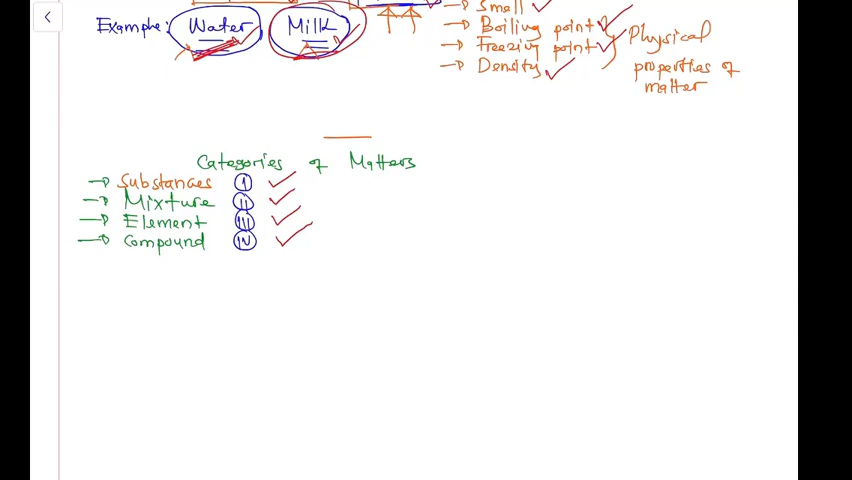 → Small
Example: Water Milk
→ Boiling point
→ Freezing point
→ Density
Physical
properties of
matter
Categories of Matters
→ Substances I
→ Mixture II
→ Element III
→ Compound IV